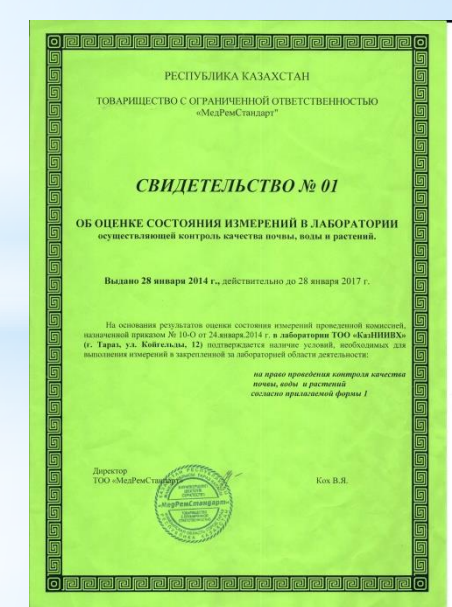 РЕСПУБЛИКА КАЗАХСТАН
ТОВАРИЩЕСТВО С ОГРАНИЧЕННОЙ ОТВЕТСТВЕННОСТЬЮ
«МедРемСтандарт"
СВИДЕТЕЛЬСТВО № 01
ОБ ОЦЕНКЕ СОСТОЯНИЯ ИЗМЕРЕНИЙ В ЛАБОРАТОРИИ
осуществляющей контроль качества почвы, воды и растений.
Выдано 28 января 2014 г., действительно до 28 января 2017 г.
На основании результатов оценки состояния измерений проведенной комиссией,
назначенной приказом № 10-О от 24.января.2014 г. в лаборатории ТОО «КазНИИВХ»
(г. Тараз, ул. Койгельды, 12) подтверждается наличие условий, необходимых для
выполнения измерений в закрепленной за лабораторией области деятельности:
на право проведения контроля качества
почвы, воды и растений
согласно прилагаемой формы 1
Директор
ТОО «МедРемСтандарт»
Кох В.Я.
«МедРемСтандарт»